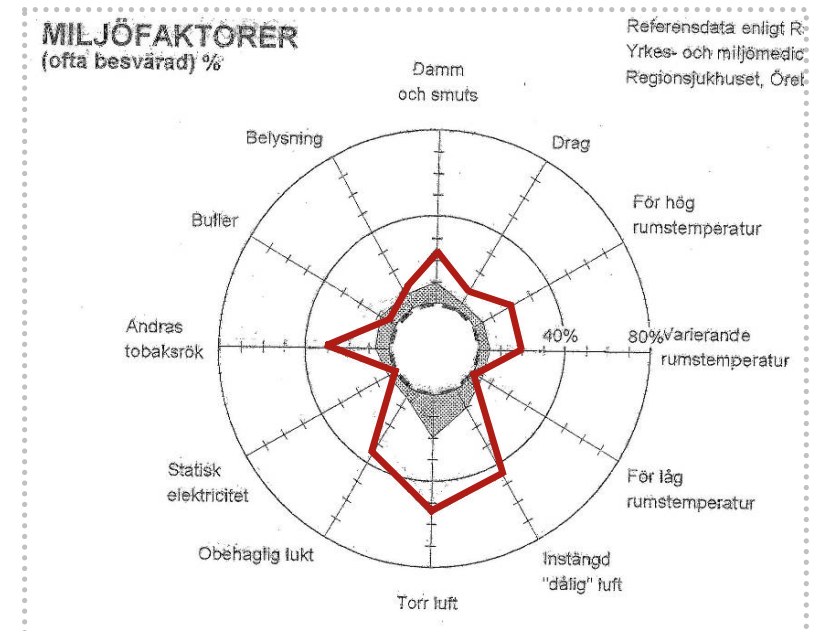 MILJÖFAKTORER
(ofta besvärad) %
Referensdata enligt R
Yrkes- och miljömedic
Regionsjukhuset, Öreb
Damm
och smuts
Drag
För hög
rumstemperatur
40%
80%
Varierande
rumstemperatur
För låg
rumstemperatur
Instängd
"dålig" luft
Torr luft
Obehaglig lukt
Statisk
elektricitet
Andras
tobaksrök
Buller
Belysning